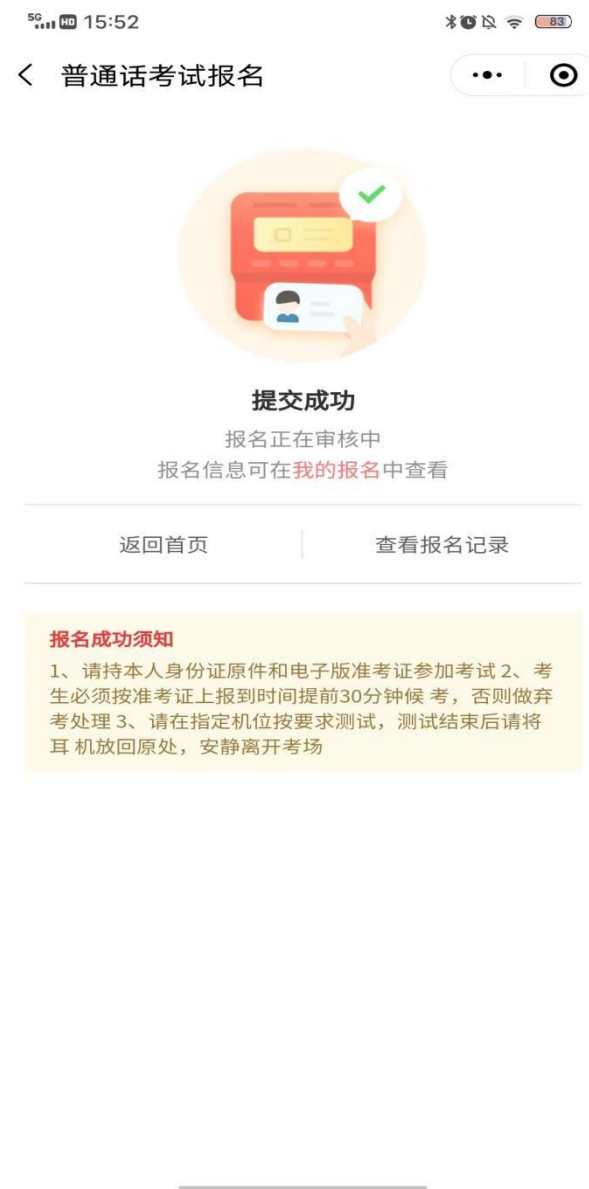 5G HD 15:52 83
普通话考试报名
提交成功
报名正在审核中
报名信息可在我的报名中查看
返回首页 查看报名记录
报名成功须知
1、请持本人身份证原件和电子版准考证参加考试 2、考
生必须按准考证上报到时间提前30分钟候 考，否则做弃
考处理 3、请在指定机位按要求测试，测试结束后请将
耳 机放回原处，安静离开考场